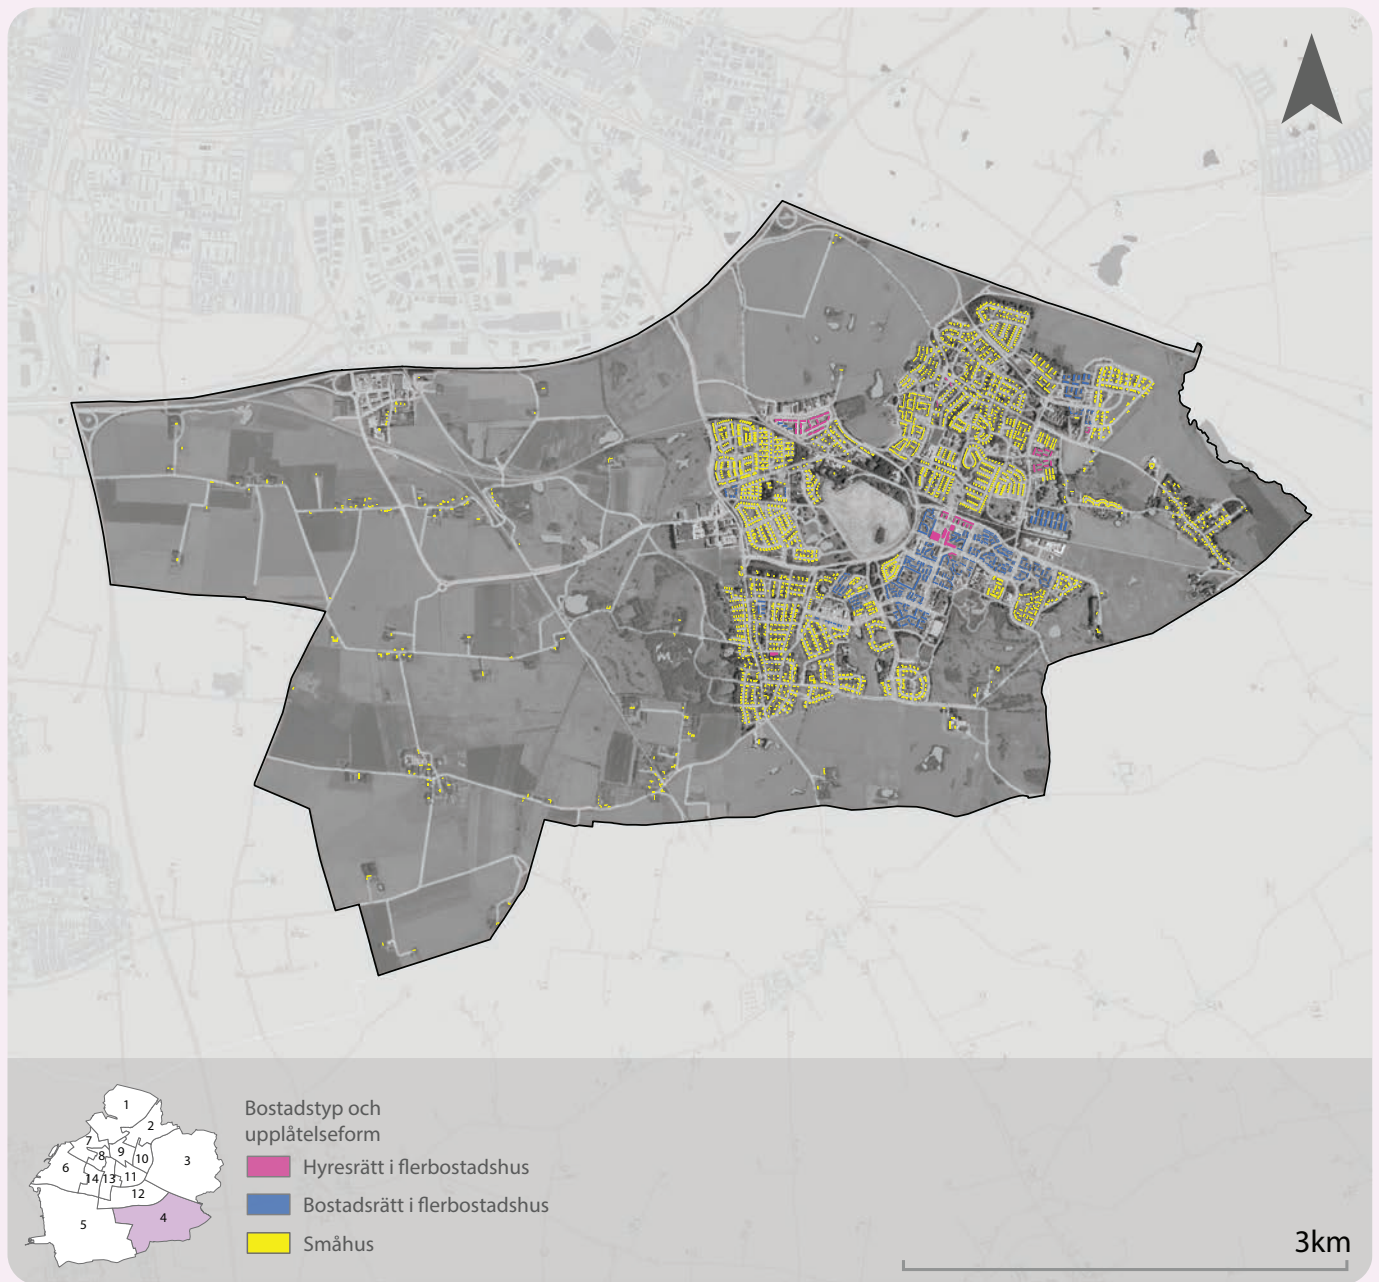 1
2
7
9
8
10
3
6
14
13
11
12
4
5
Bostadstyp och
upplåtelseform
Hyresrätt i flerbostadshus
Bostadsrätt i flerbostadshus
Småhus
3km